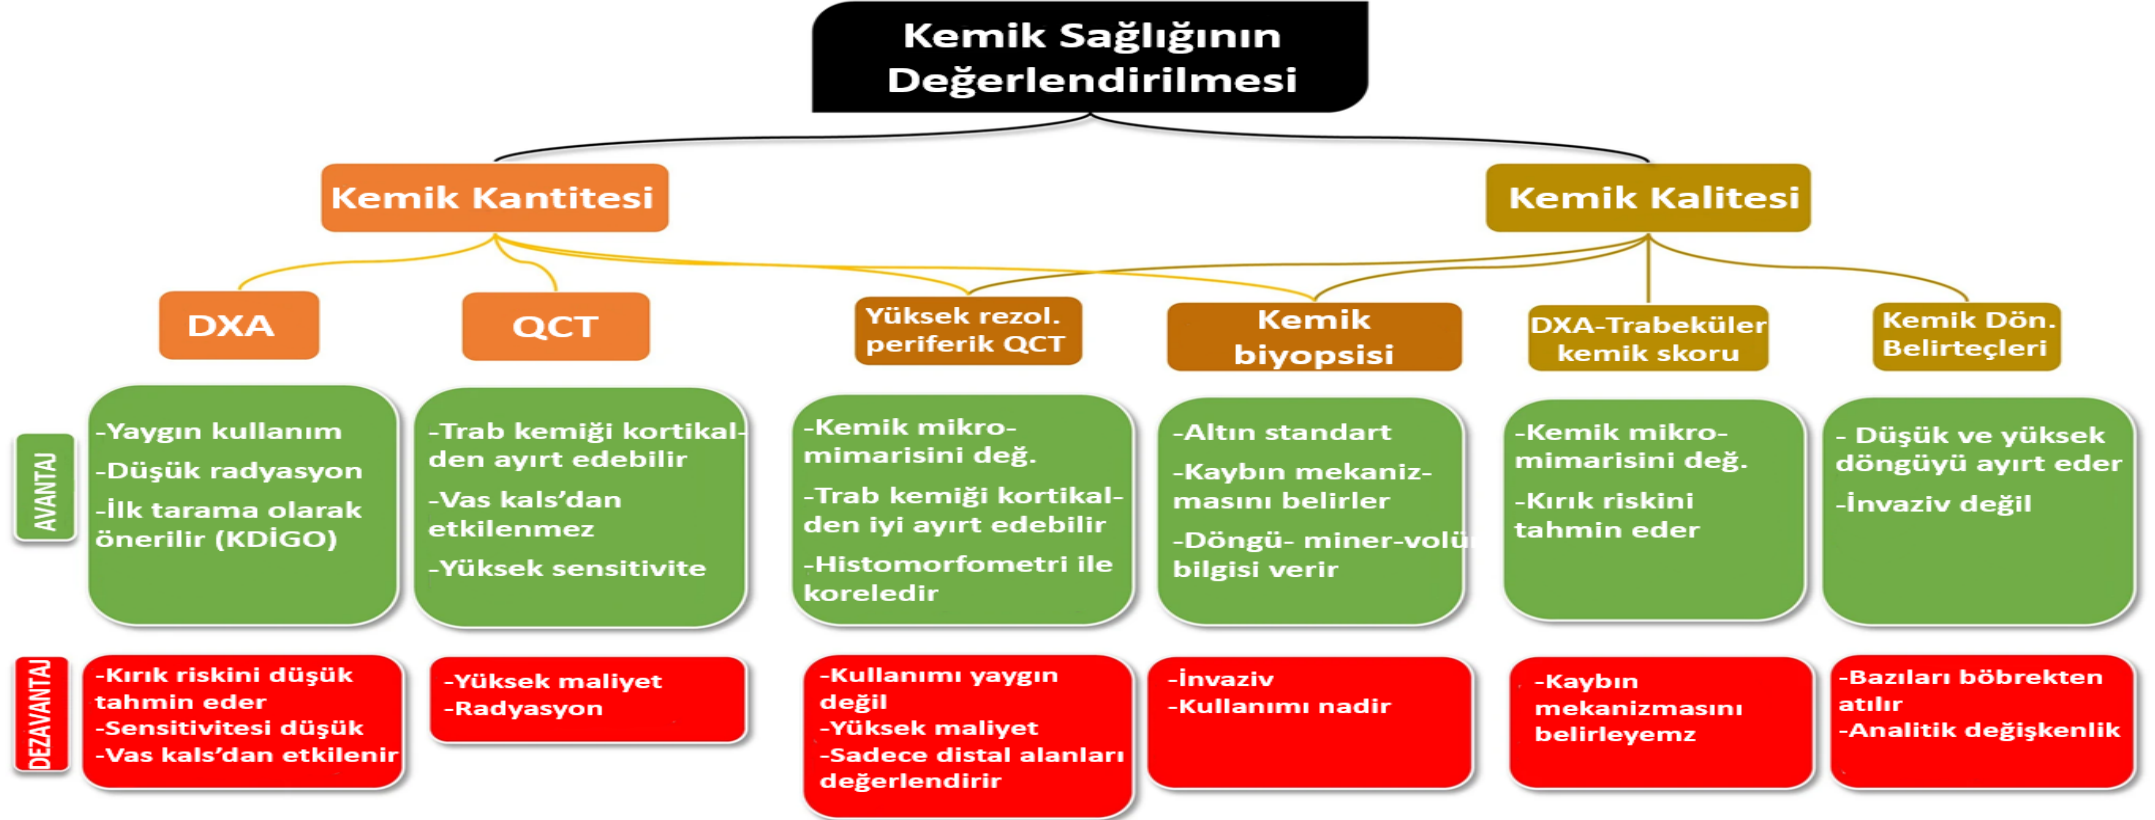 Kemik Sağlığının
Değerlendirilmesi
Kemik Kantitesi
Kemik Kalitesi
DXA
QCT
Yüksek rezol.
periferik QCT
Kemik
biyopsisi
DXA-Trabeküler
kemik skoru
Kemik Dön.
Belirteçleri
AVANTAJ
-Yaygın kullanım
-Düşük radyasyon
-İlk tarama olarak
önerilir (KDİGO)
-Trab kemiği kortikal-
den ayırt edebilir
-Vas kals’dan
etkilenmez
-Yüksek sensitivite
-Kemik mikro-
mimarisini değ.
-Trab kemiği kortikal-
den iyi ayırt edebilir
-Histomorfometri ile
koreledir
-Altın standart
-Kaybın mekaniz-
masını belirler
-Döngü- miner-volü
bilgisi verir
-Kemik mikro-
mimarisini değ.
-Kırık riskini
tahmin eder
- Düşük ve yüksek
döngüyü ayırt eder
-İnvaziv değil
DEZAVANTAJ
-Kırık riskini düşük
tahmin eder
-Sensitivitesi düşük
-Vas kals’dan etkilenir
-Yüksek maliyet
-Radyasyon
-Kullanımı yaygın
değil
-Yüksek maliyet
-Sadece distal alanları
değerlendirir
-İnvaziv
-Kullanımı nadir
-Kaybın
mekanizmasını
belirleyemz
-Bazıları böbrekten
atılır
-Analitik değişkenlik